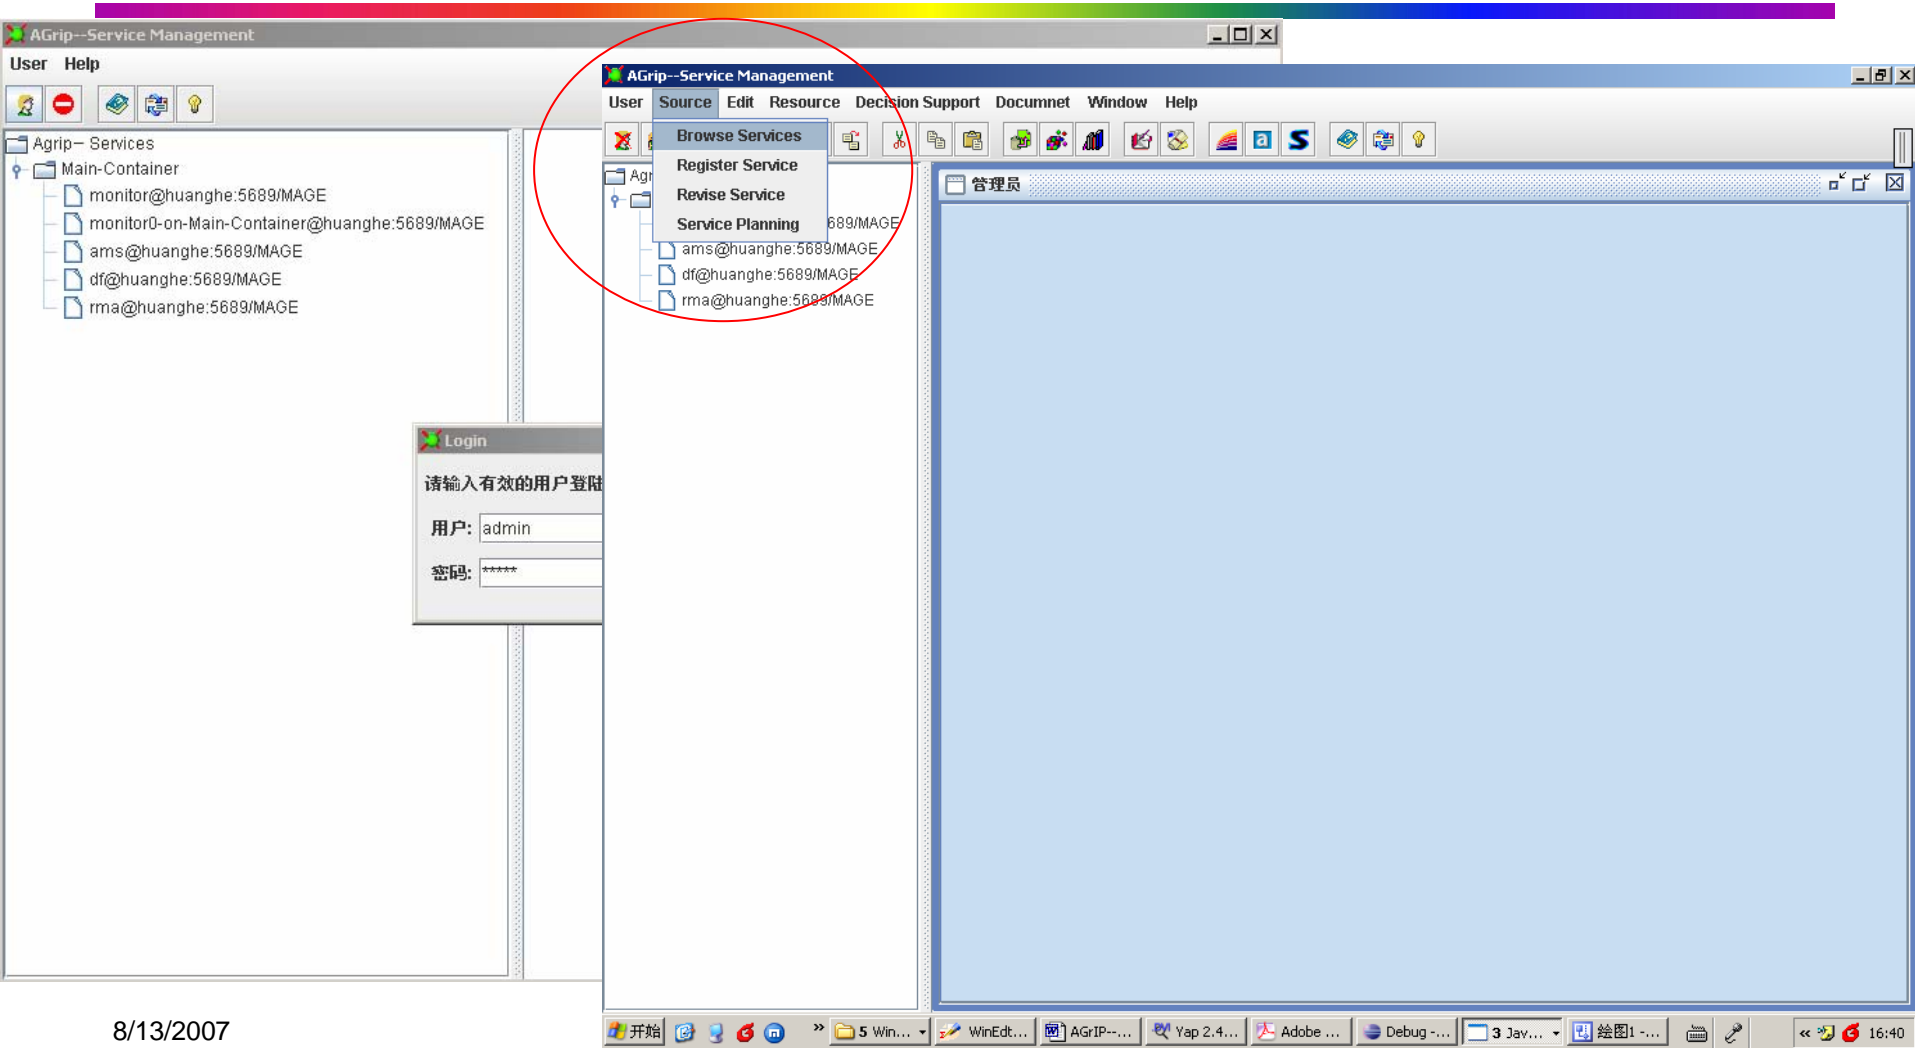 AGrip--Service Management
User Help
Agrip-- Services
Main-Container
monitor@huanghe:5689/MAGE
monitor0-on-Main-Container@huanghe:5689/MAGE
ams@huanghe:5689/MAGE
df@huanghe:5689/MAGE
rma@huanghe:5689/MAGE
Login
请输入有效的用户登陆
用户: admin
密码: *****
AGrip--Service Management
User Source Edit Resource Decision Support Documnet Window Help
Browse Services
Register Service
Revise Service
Service Planning
Agr
689/MAGE
ams@huanghe:5689/MAGE
df@huanghe:5689/MAGE
rma@huanghe:5689/MAGE
管理员
8/13/2007
开始 » 5 Win... WinEdt... AGrIP--... Yap 2.4... Adobe ... Debug -... 3 Jav... 绘图1 -... « 16:40